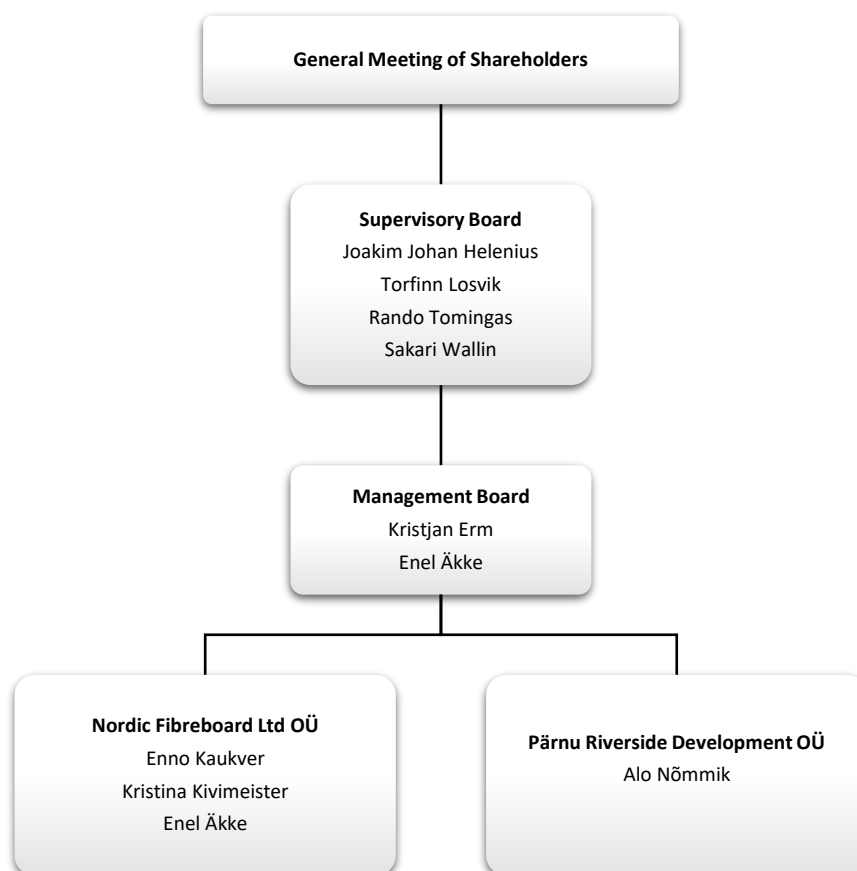 General Meeting of Shareholders
Supervisory Board
Joakim Johan Helenius
Torfinn Losvik
Rando Tomingas
Sakari Wallin
Management Board
Kristjan Erm
Enel Äkke
Nordic Fibreboard Ltd OÜ
Enno Kaukver
Kristina Kivimeister
Enel Äkke
Pärnu Riverside Development OÜ
Alo Nõmmik